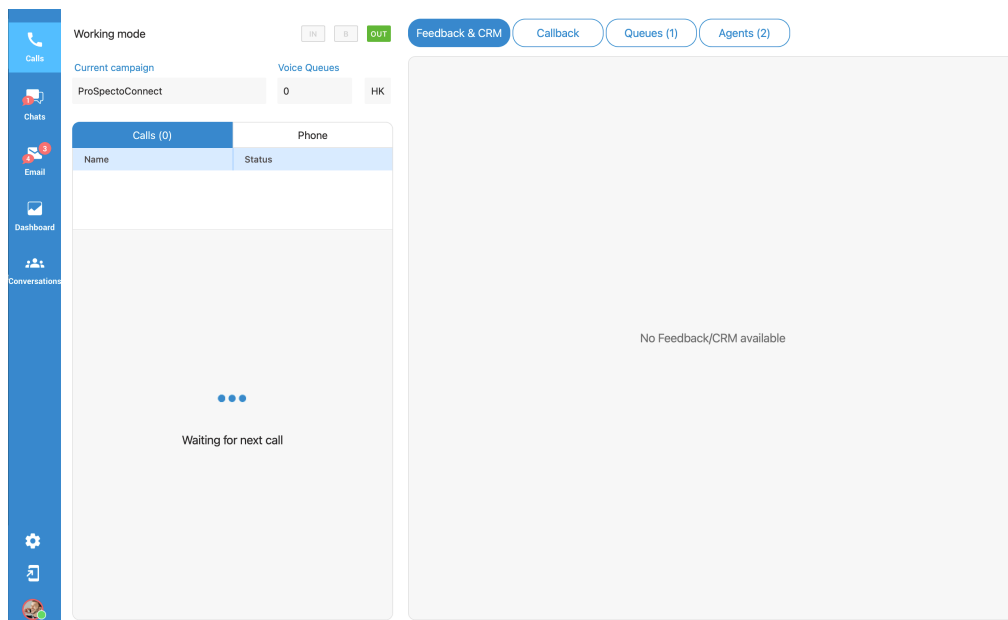 Working mode
IN
B
OUT
Feedback & CRM
Callback
Queues (1)
Agents (2)
Calls
Current campaign
Voice Queues
ProSpectoConnect
0
HK
1
Chats
Calls (0)
Phone
3
4
Email
Name
Status
Dashboard
Conversations
No Feedback/CRM available
Waiting for next call